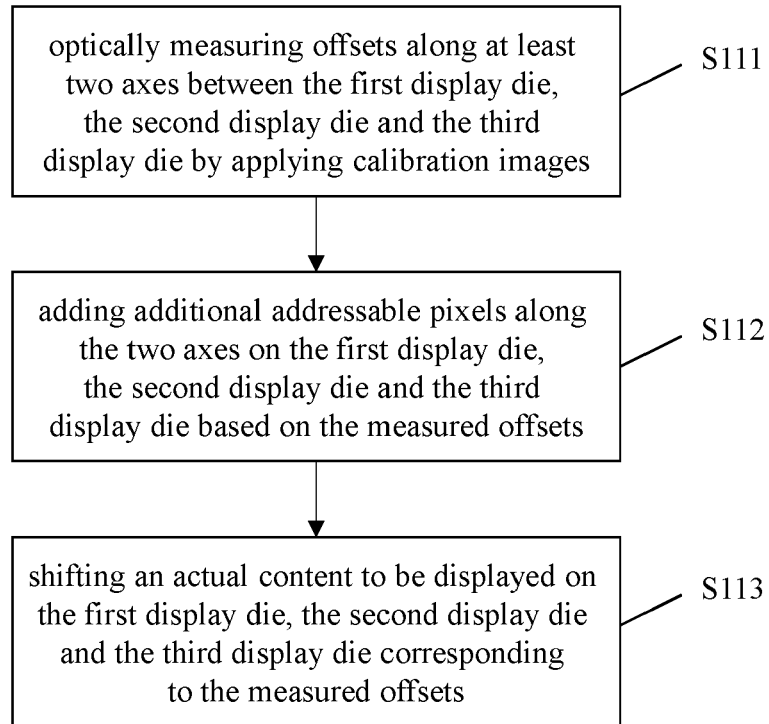 optically measuring offsets along at least
two axes between the first display die,
the second display die and the third
display die by applying calibration images
S111
adding additional addressable pixels along
the two axes on the first display die,
the second display die and the third
display die based on the measured offsets
S112
shifting an actual content to be displayed on
the first display die, the second display die
and the third display die corresponding
to the measured offsets
S113